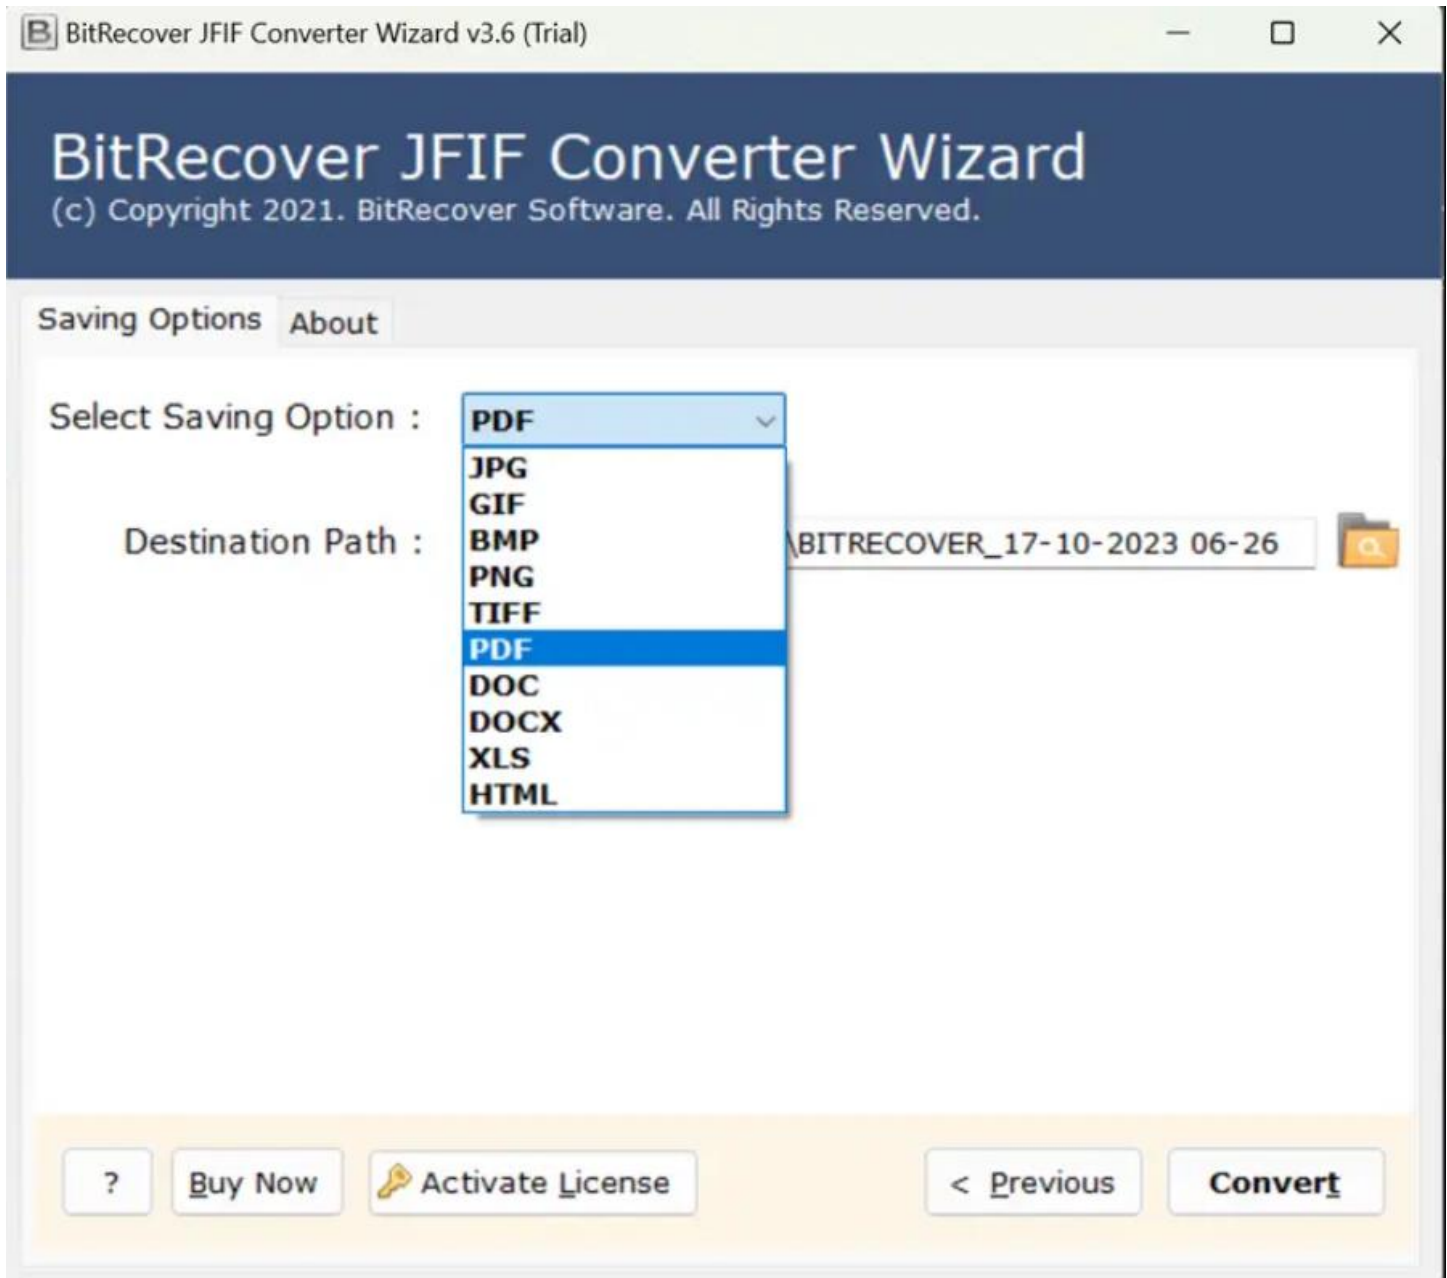 BitRecover JFIF Converter Wizard v3.6 (Trial)
BitRecover JFIF Converter Wizard
(c) Copyright 2021. BitRecover Software. All Rights Reserved.
Saving Options About
Select Saving Option : PDF
JPG
GIF
Destination Path : \BITRECOVER_17-10-2023 06-26
BMP
PNG
TIFF
PDF
DOC
DOCX
XLS
HTML
? Buy Now Activate License < Previous Convert